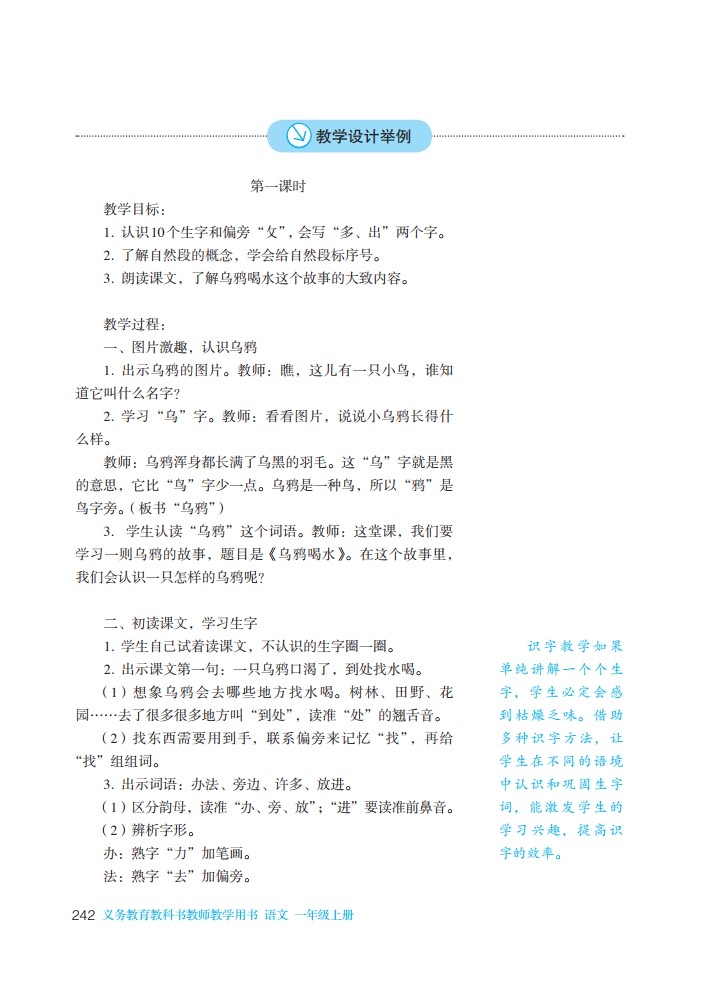 教学设计举例
第一课时
教学目标：
1. 认识10个生字和偏旁“攵”，会写“多、出”两个字。
2. 了解自然段的概念，学会给自然段标序号。
3. 朗读课文，了解乌鸦喝水这个故事的大致内容。
教学过程：
一、图片激趣，认识乌鸦
1. 出示乌鸦的图片。教师：瞧，这儿有一只小鸟，谁知
道它叫什么名字？
2. 学习“乌”字。教师：看看图片，说说小乌鸦长得什
么样。
教师：乌鸦浑身都长满了乌黑的羽毛。这“乌”字就是黑
的意思，它比“鸟”字少一点。乌鸦是一种鸟，所以“鸦”是
鸟字旁。（板书“乌鸦”）
3. 学生认读“乌鸦”这个词语。教师：这堂课，我们要
学习一则乌鸦的故事，题目是《乌鸦喝水》。在这个故事里，
我们会认识一只怎样的乌鸦呢？
二、初读课文，学习生字
1. 学生自己试着读课文，不认识的生字圈一圈。
2. 出示课文第一句：一只乌鸦口渴了，到处找水喝。
（1）想象乌鸦会去哪些地方找水喝。树林、田野、花
园……去了很多很多地方叫“到处”，读准“处”的翘舌音。
（2）找东西需要用到手，联系偏旁来记忆“找”，再给
“找”组组词。
3. 出示词语：办法、旁边、许多、放进。
（1）区分韵母，读准“办、旁、放”；“进”要读准前鼻音。
（2）辨析字形。
办：熟字“力”加笔画。
法：熟字“去”加偏旁。
识字教学如果
单纯讲解一个个生
字，学生必定会感
到枯燥乏味。借助
多种识字方法，让
学生在不同的语境
中认识和巩固生字
词，能激发学生的
学习兴趣，提高识
字的效率。
242 义务教育教科书教师教学用书 语文 一年级上册